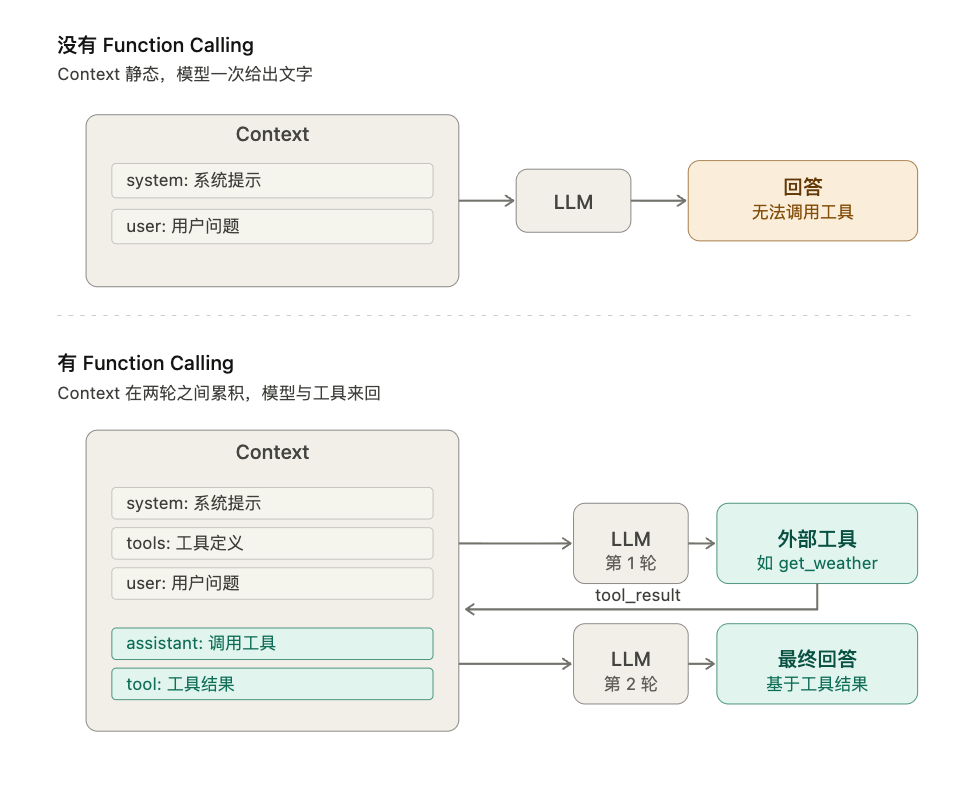 没有 Function Calling
Context 静态，模型一次给出文字
Context
system: 系统提示
user: 用户问题
LLM
回答
无法调用工具
有 Function Calling
Context 在两轮之间累积，模型与工具来回
Context
system: 系统提示
tools: 工具定义
user: 用户问题
assistant: 调用工具
tool: 工具结果
LLM
第 1 轮
外部工具
如 get_weather
tool_result
LLM
第 2 轮
最终回答
基于工具结果